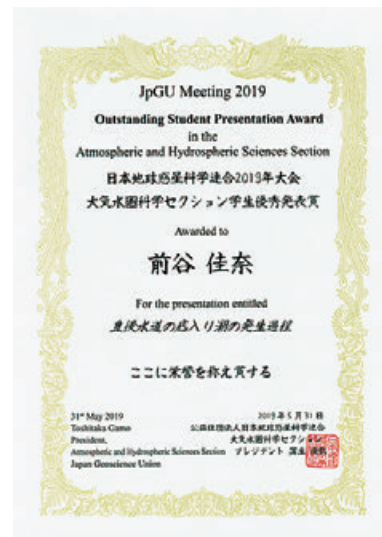 JpGU Meeting 2019
Outstanding Student Presentation Award
in the
Atmospheric and Hydrospheric Sciences Section
日本地球惑星科学連合2019年大会
大気水圏科学セクション学生優秀発表賞
Awarded to
前谷 佳奈
For the presentation entitled
豊後水道の底入り潮の発生過程
ここに栄誉を称え賞する
31st May 2019
2019年5月31日
Toshitaka Gamo
公益社団法人日本地球惑星科学連合
President,
大気水圏科学セクション
Atmospheric and Hydrospheric Sciences Section
プレジデント 蒲生
Japan Geoscience Union